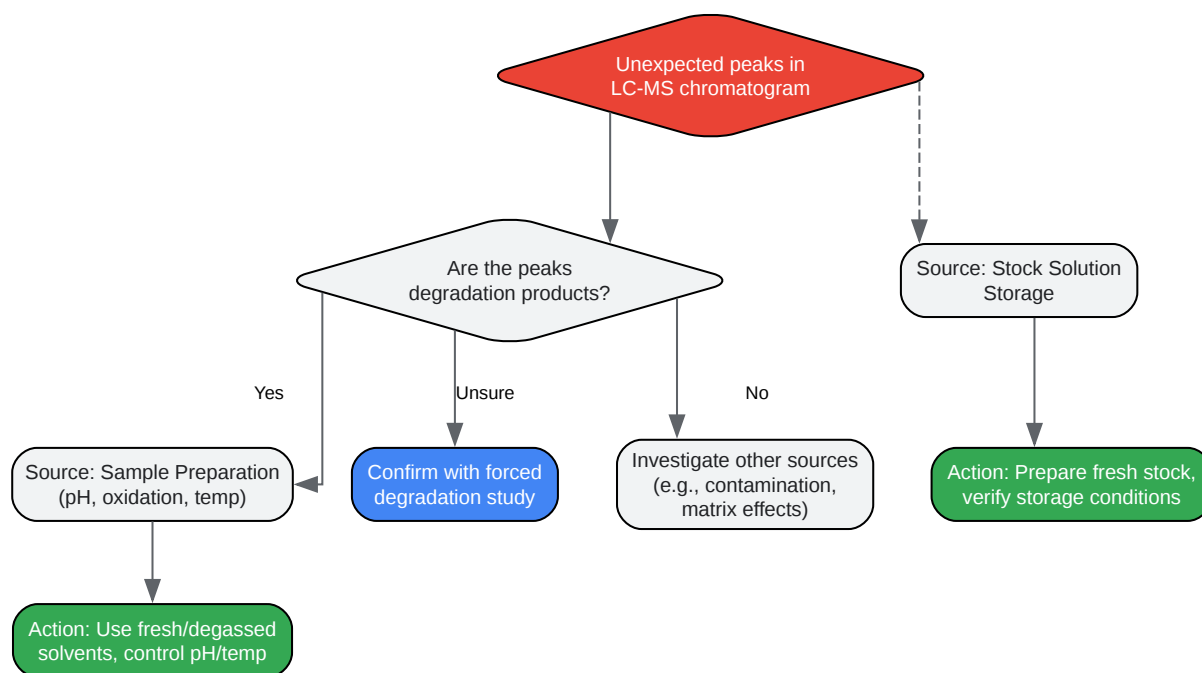 Unexpected peaks in
LC-MS chromatogram
Are the peaks
degradation products?
Source: Stock Solution
Storage
Yes
Unsure
No
Source: Sample Preparation
(pH, oxidation, temp)
Confirm with forced
degradation study
Investigate other sources
(e.g., contamination,
matrix effects)
Action: Prepare fresh stock,
verify storage conditions
Action: Use fresh/degassed
solvents, control pH/temp